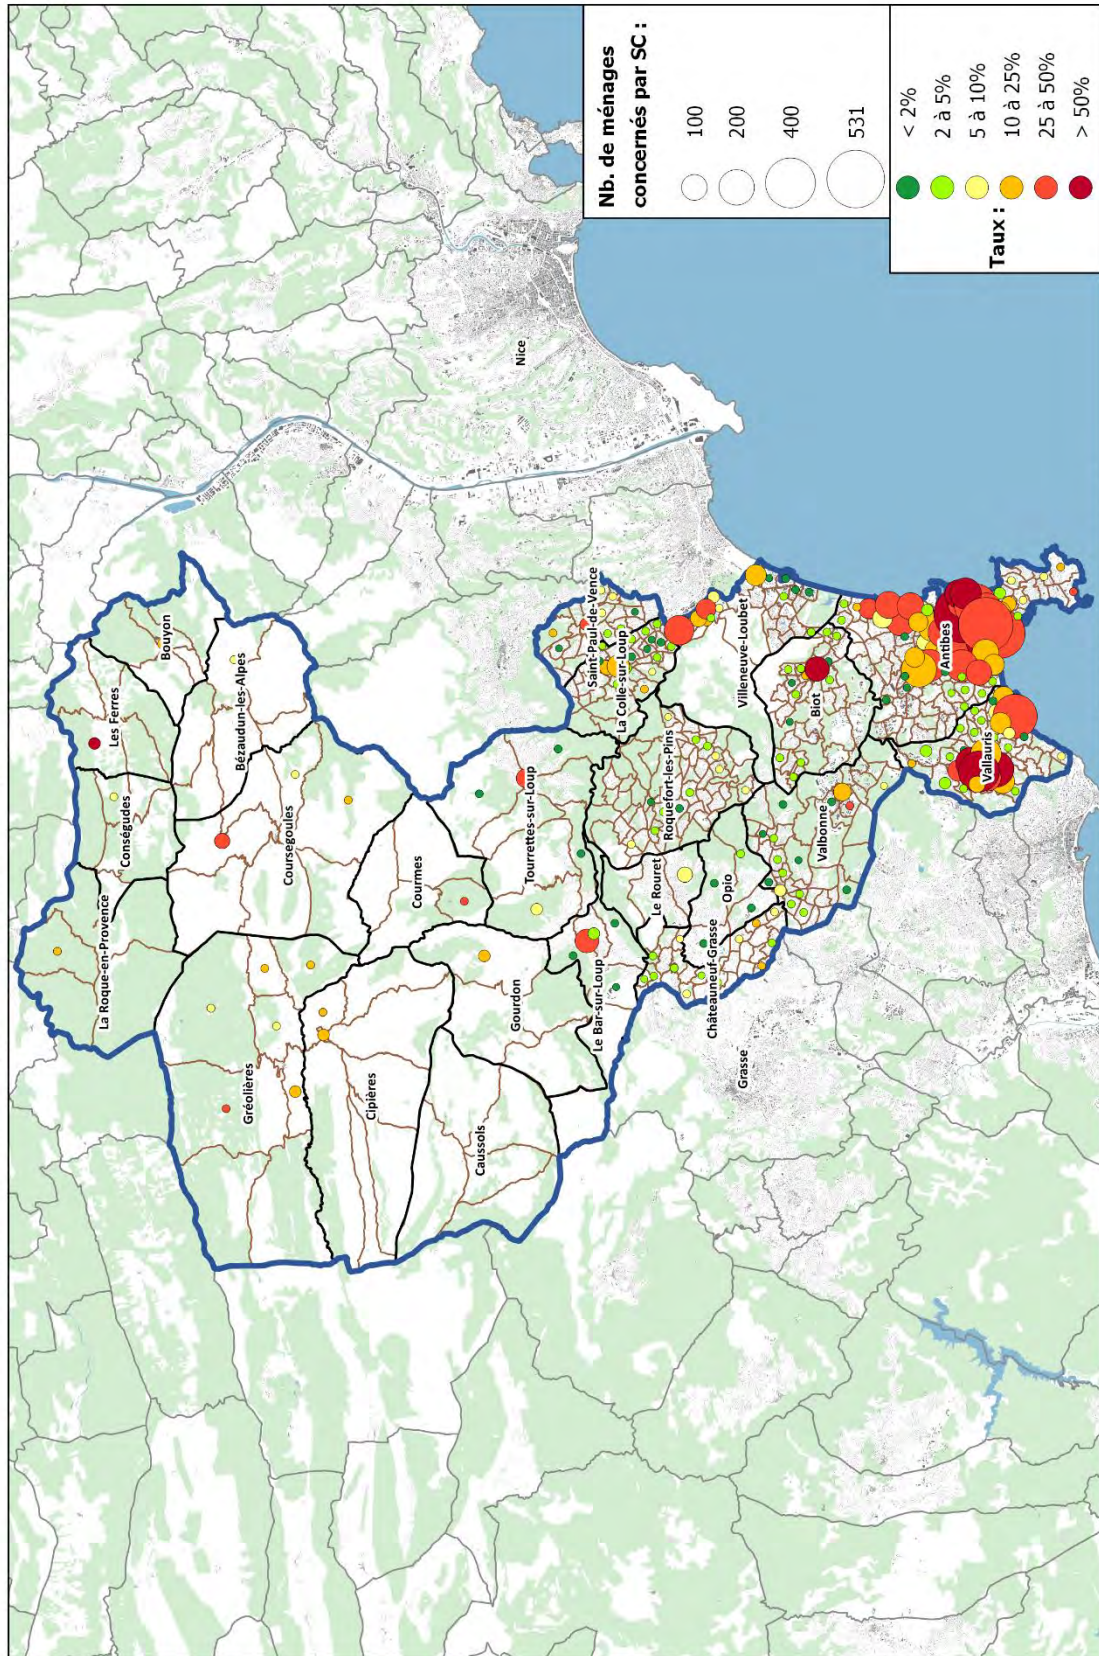 Nb. de ménages
concernés par SC :
100
200
400
531
Taux :
< 2%
2 à 5%
5 à 10%
10 à 25%
25 à 50%
> 50%
La Roque-en-Provence
Conségudes
Les Ferres
Bouyon
Bézaudun-les-Alpes
Gréolières
Coursegoules
Cipières
Courmes
Caussols
Gourdon
Tourrettes-sur-Loup
Saint-Paul-de-Vence
La Colle-sur-Loup
Le Bar-sur-Loup
Le Rouret
Roquefort-les-Pins
Villeneuve-Loubet
Châteauneuf-Grasse
Opio
Biot
Valbonne
Antibes
Vallauris
Nice
Grasse